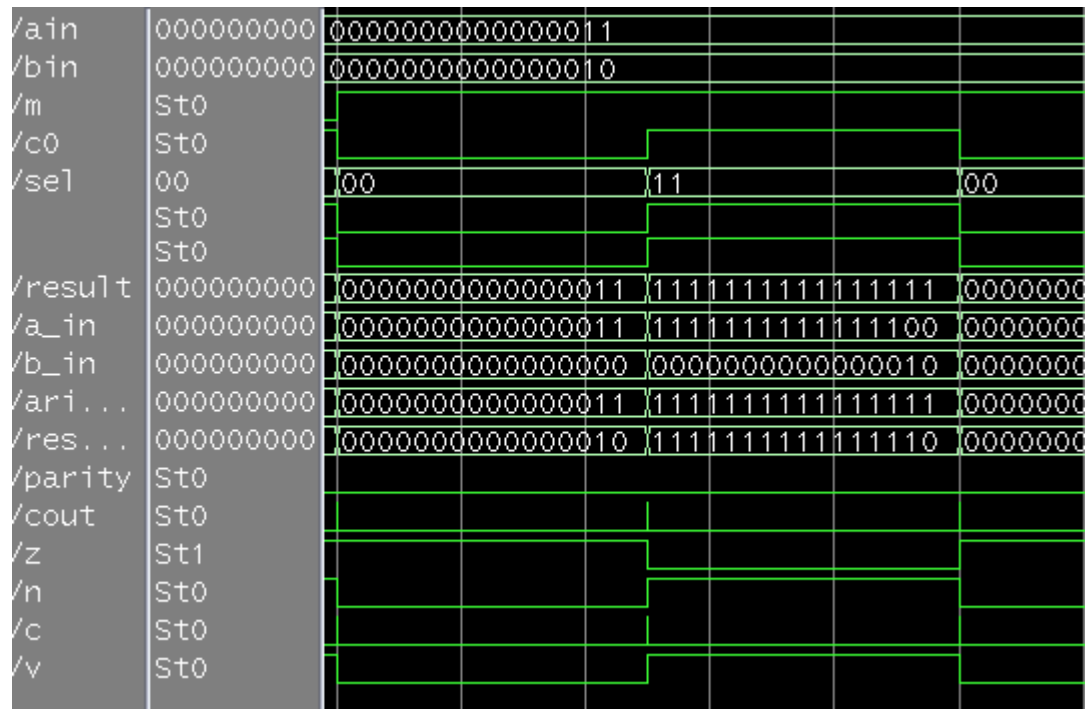 /ain 000000000 0000000000000011
/bin 000000000 0000000000000010
/m St0
/c0 St0
/sel 00 00 11 00
St0
St0
/result 000000000 0000000000000011 1111111111111111 0000000
/a_in 000000000 0000000000000011 1111111111111100 0000000
/b_in 000000000 0000000000000000 0000000000000010 0000000
/ari... 000000000 0000000000000011 1111111111111111 0000000
/res... 000000000 0000000000000010 1111111111111110 0000000
/parity St0
/cout St0
/z St1
/n St0
/c St0
/v St0